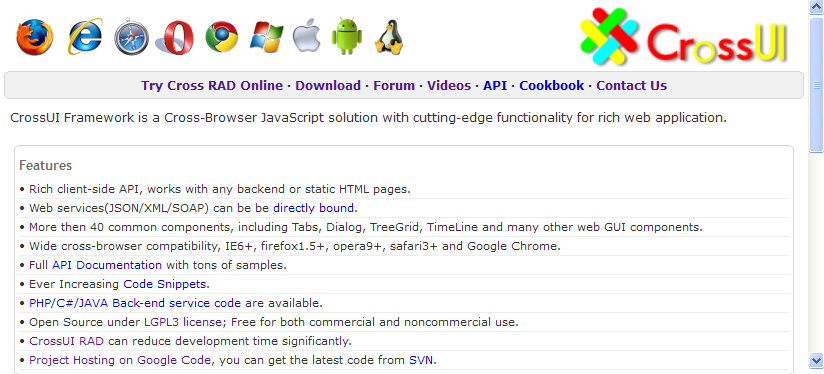 CrossUI
Try Cross RAD Online · Download · Forum · Videos · API · Cookbook · Contact Us
CrossUI Framework is a Cross-Browser JavaScript solution with cutting-edge functionality for rich web application.
Features
• Rich client-side API, works with any backend or static HTML pages.
• Web services(JSON/XML/SOAP) can be be directly bound.
• More then 40 common components, including Tabs, Dialog, TreeGrid, TimeLine and many other web GUI components.
• Wide cross-browser compatibility, IE6+, firefox1.5+, opera9+, safari3+ and Google Chrome.
• Full API Documentation with tons of samples.
• Ever Increasing Code Snippets.
• PHP/C#/JAVA Back-end service code are available.
• Open Source under LGPL3 license; Free for both commercial and noncommercial use.
• CrossUI RAD can reduce development time significantly.
• Project Hosting on Google Code, you can get the latest code from SVN.